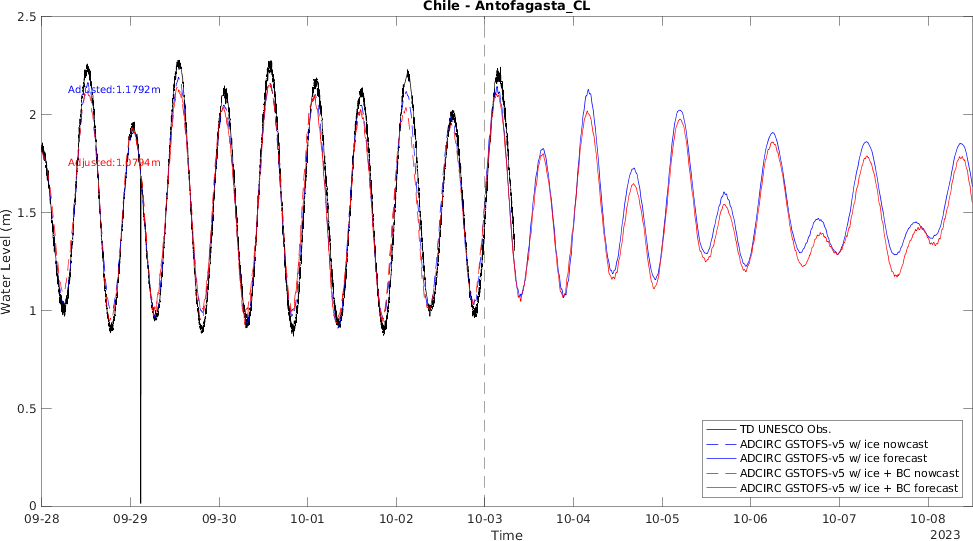 Chile - Antofagasta_CL
2.5
2
1.5
1
0.5
0
Water Level (m)
Adjusted:1.1792m
Adjusted:1.0794m
TD UNESCO Obs.
ADCIRC GSTOFS-v5 w/ ice nowcast
ADCIRC GSTOFS-v5 w/ ice forecast
ADCIRC GSTOFS-v5 w/ ice + BC nowcast
ADCIRC GSTOFS-v5 w/ ice + BC forecast
09-28 09-29 09-30 10-01 10-02 10-03 10-04 10-05 10-06 10-07 10-08
Time
2023